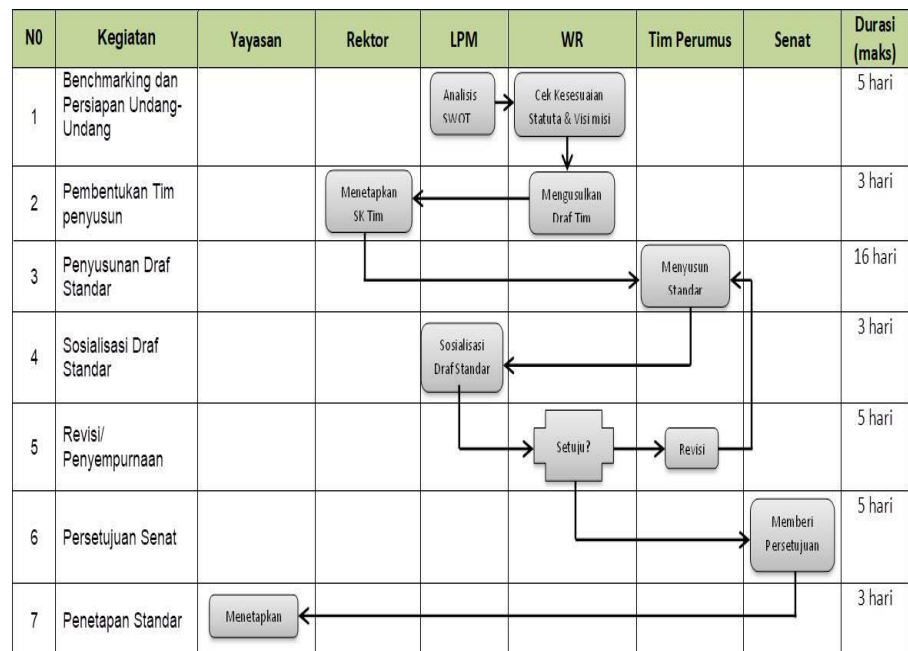 N0 Kegiatan Yayasan Rektor LPM WR Tim Perumus Senat Durasi
(maks)
1
Benchmarking dan
Persiapan Undang-
Undang
Analisis
SWOT
Cek Kesesuaian
Statuta & Visi misi
5 hari
2
Pembentukan Tim
penyusun
Menetapkan
SK Tim
Mengusulkan
Draf Tim
3 hari
3
Penyusunan Draf
Standar
Menyusun
Standar
16 hari
4
Sosialisasi Draf
Standar
Sosialisasi
Draf Standar
3 hari
5
Revisi/
Penyempurnaan
Setuju?
Revisi
5 hari
6
Persetujuan Senat
Memberi
Persetujuan
5 hari
7
Penetapan Standar
Menetapkan
3 hari